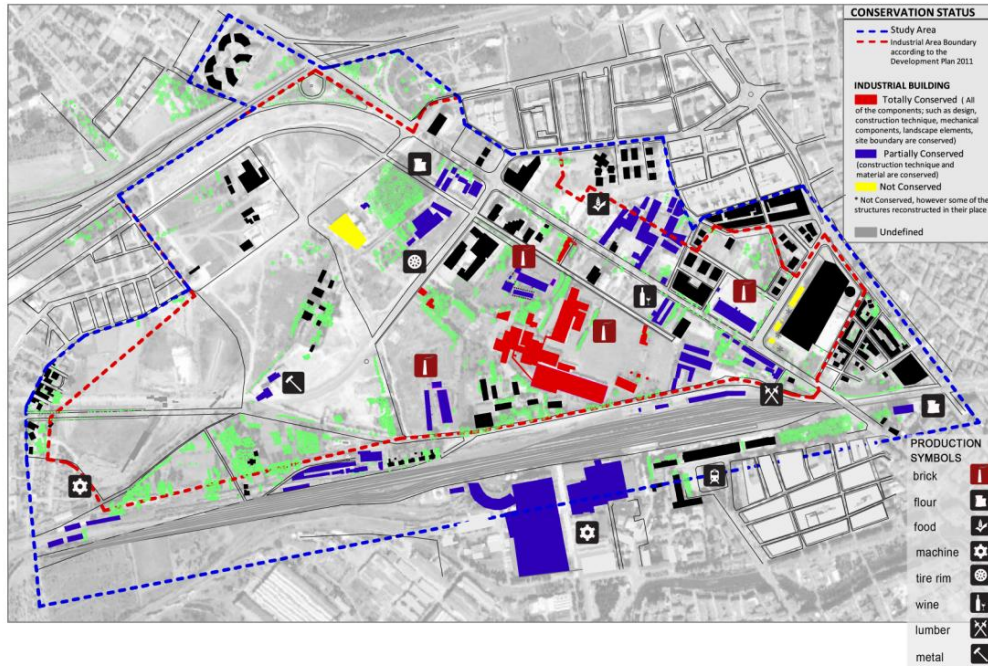 CONSERVATION STATUS
Study Area
Industrial Area Boundary
according to the
Development Plan 2011
INDUSTRIAL BUILDING
Totally Conserved ( All
of the components; such as design,
construction technique, mechanical
components, landscape elements,
site boundary are conserved)
Partially Conserved
(construction technique and
material are conserved)
Not Conserved
* Not Conserved, however some of the
structures reconstructed in their place
Undefined
PRODUCTION
SYMBOLS
brick
flour
food
machine
tire rim
wine
lumber
metal